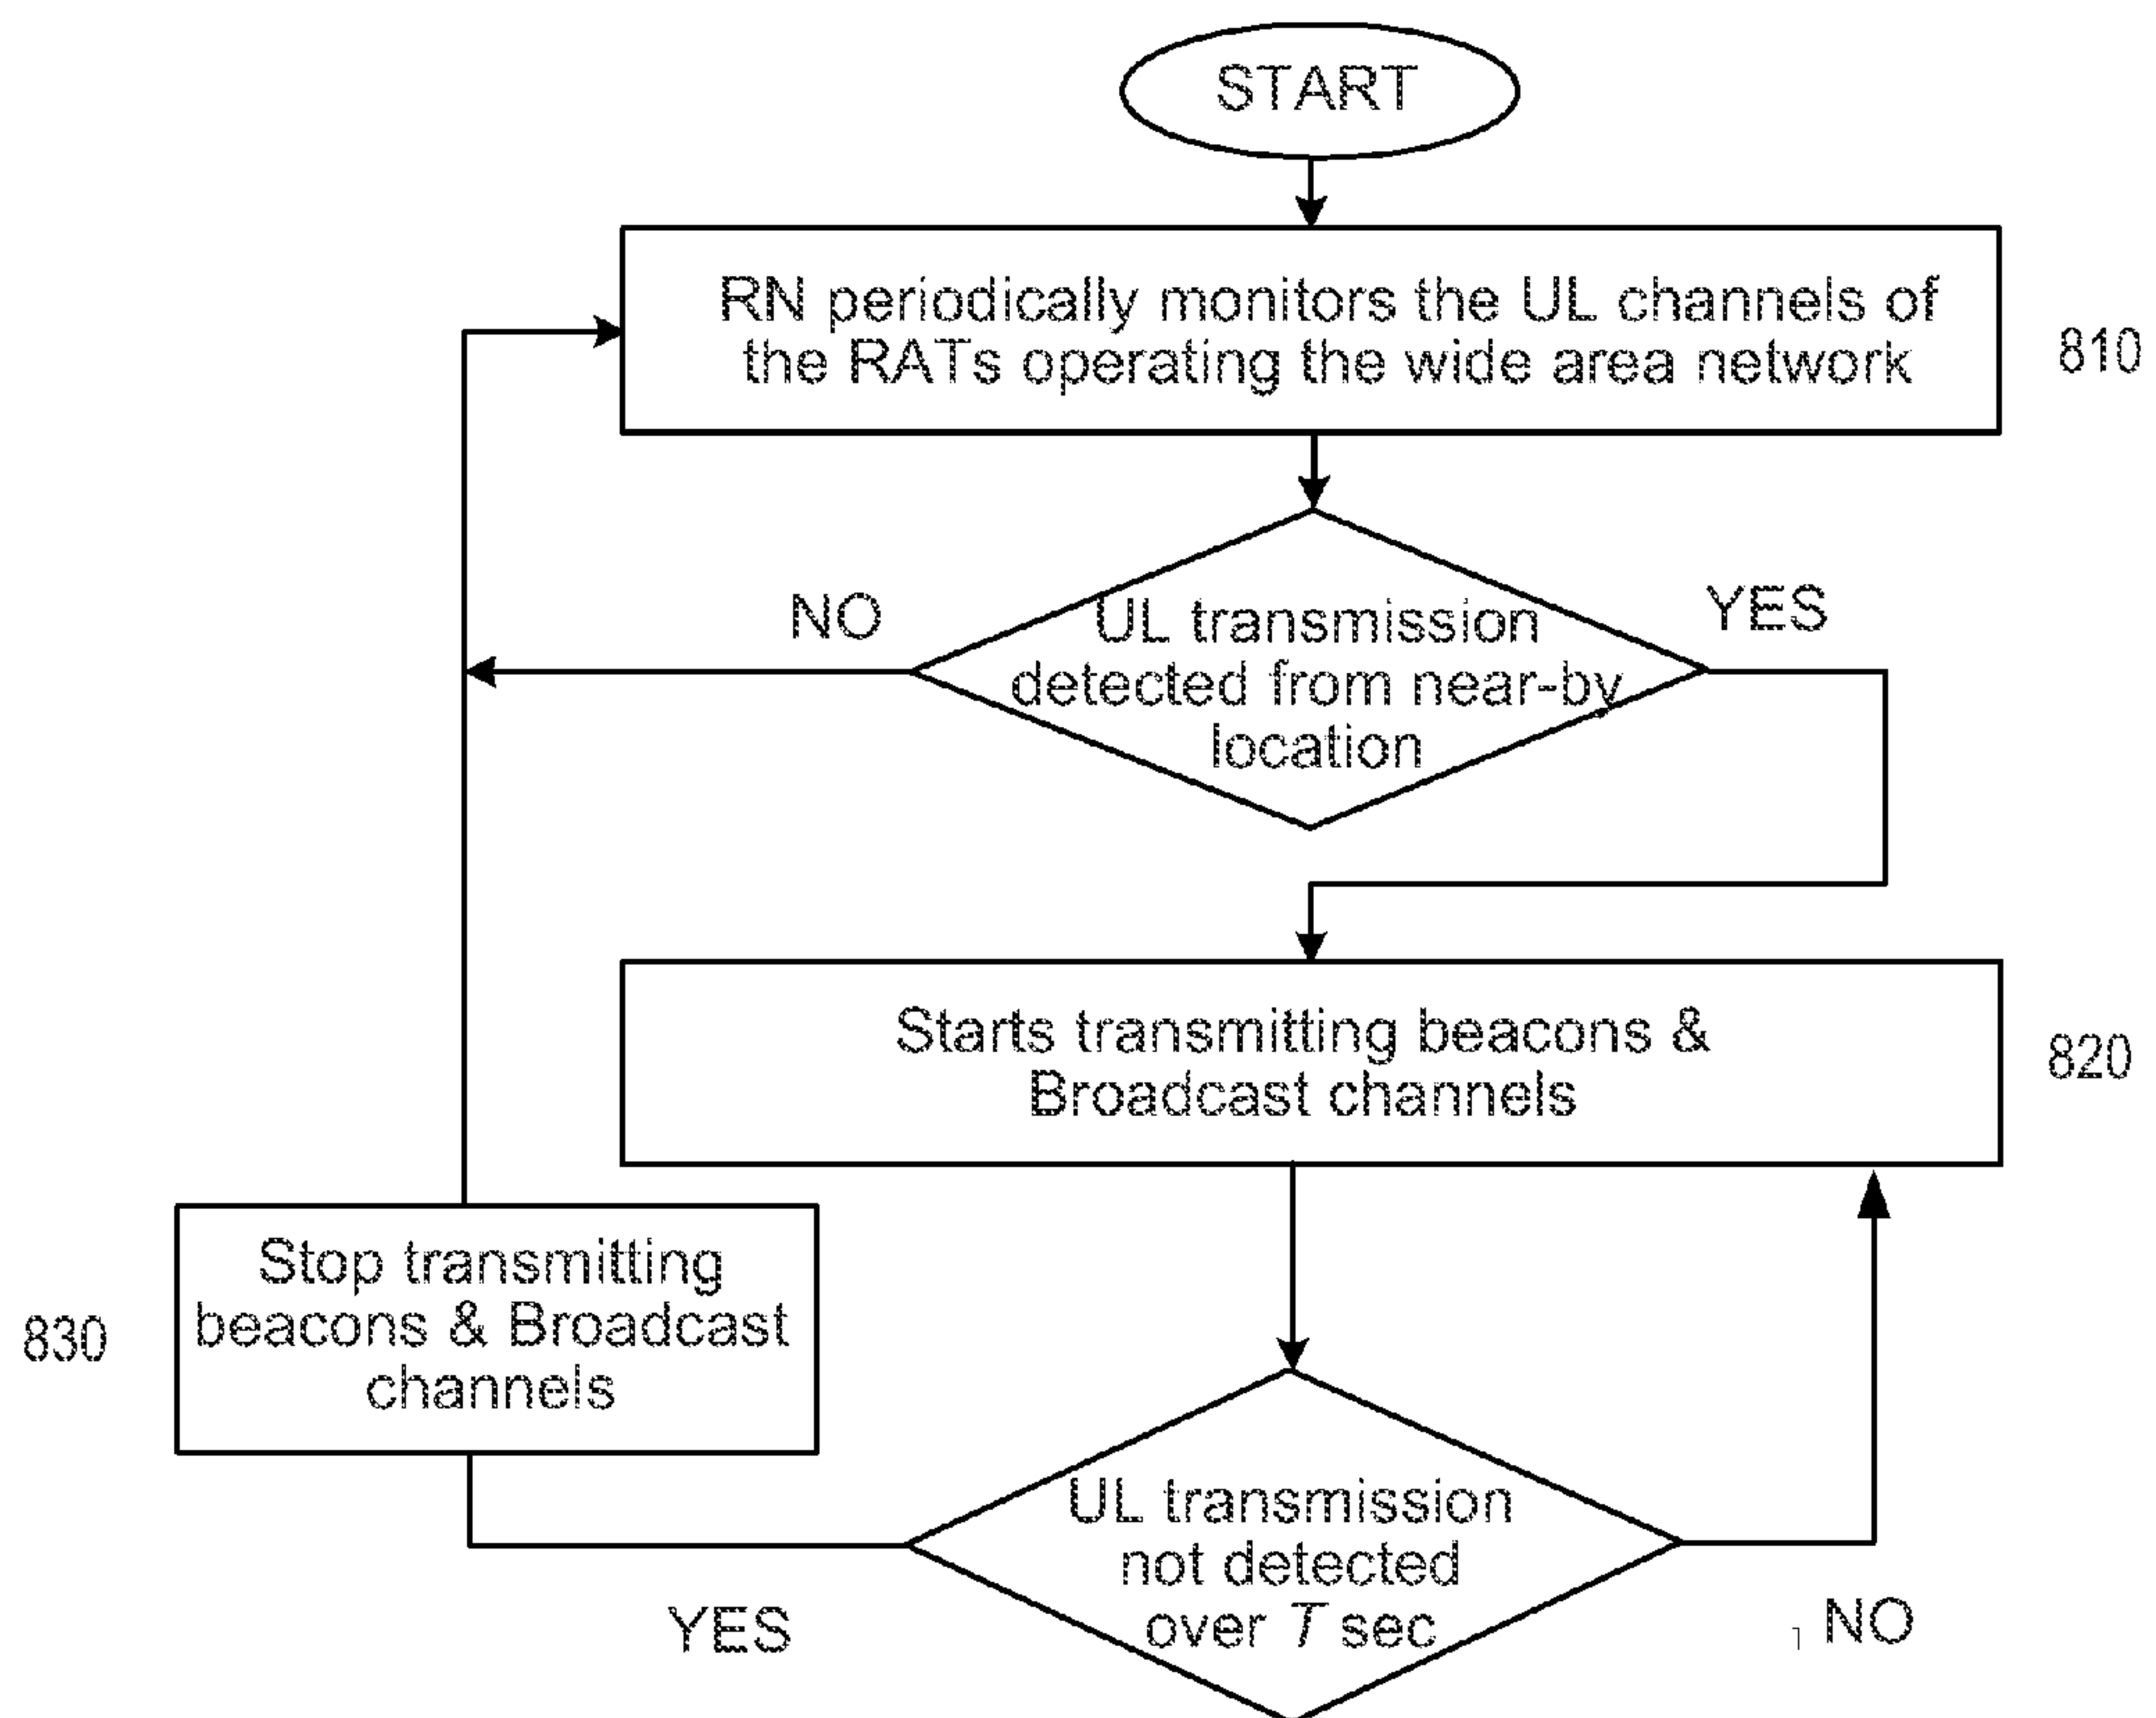 START
RN periodically monitors the UL channels of
the RATs operating the wide area network
810
NO
YES
UL transmission
detected from near-by
location
Starts transmitting beacons &
Broadcast channels
820
Stop transmitting
beacons & Broadcast
channels
830
UL transmission
not detected
over T sec
YES
NO